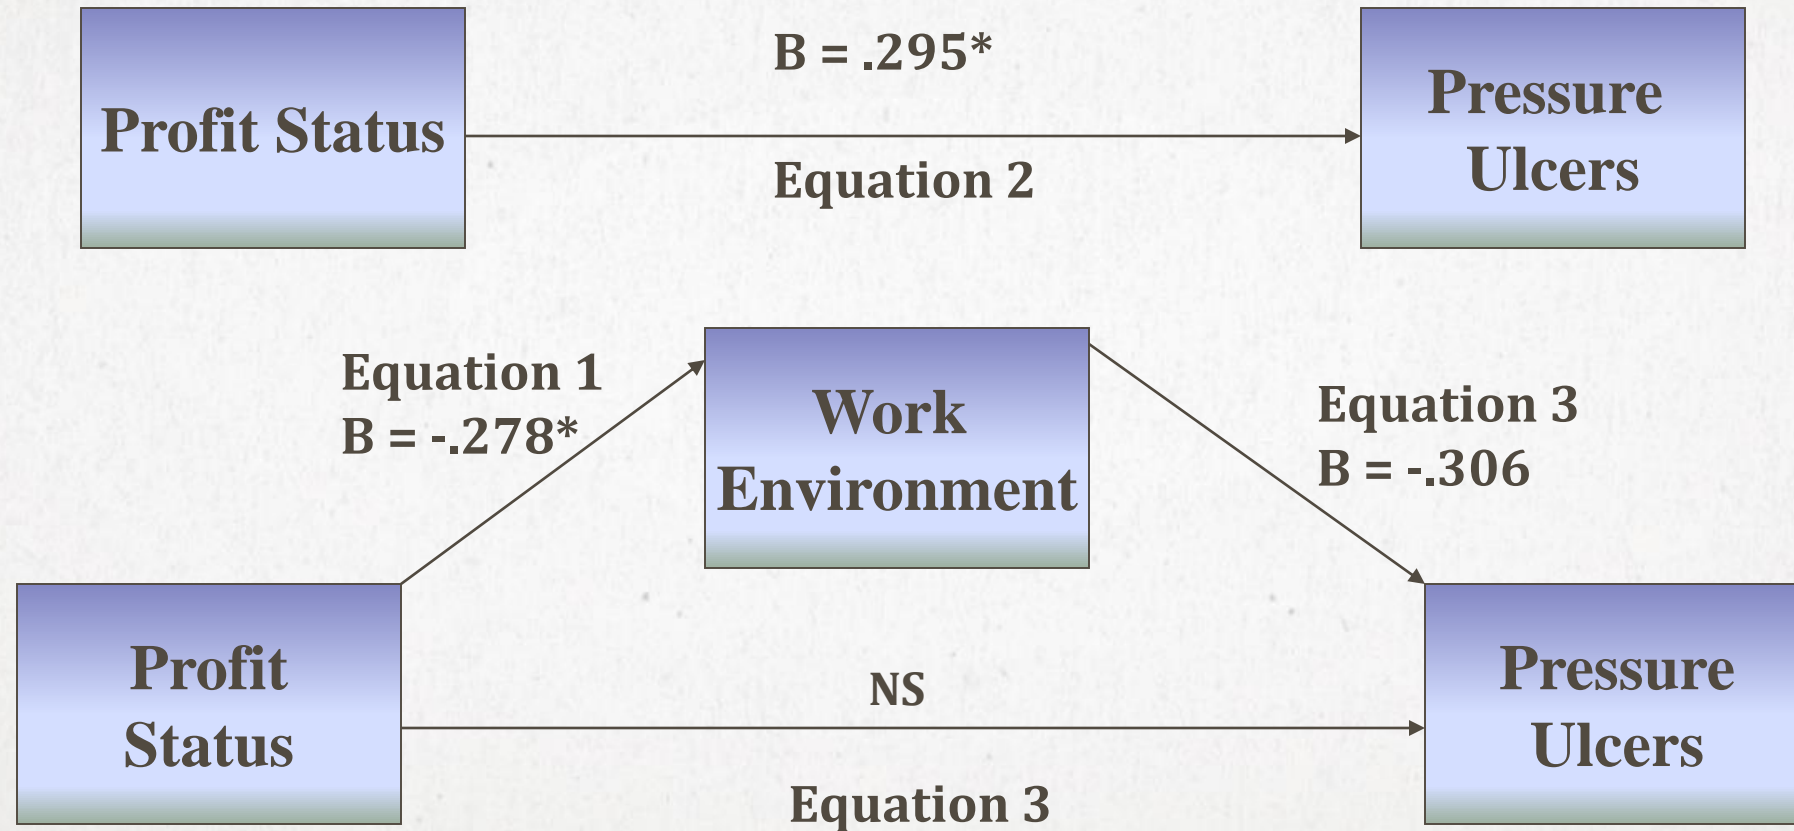 Profit Status
B = .295*
Equation 2
Pressure
Ulcers
Equation 1
B = -.278*
Work
Environment
Equation 3
B = -.306
Profit
Status
NS
Equation 3
Pressure
Ulcers